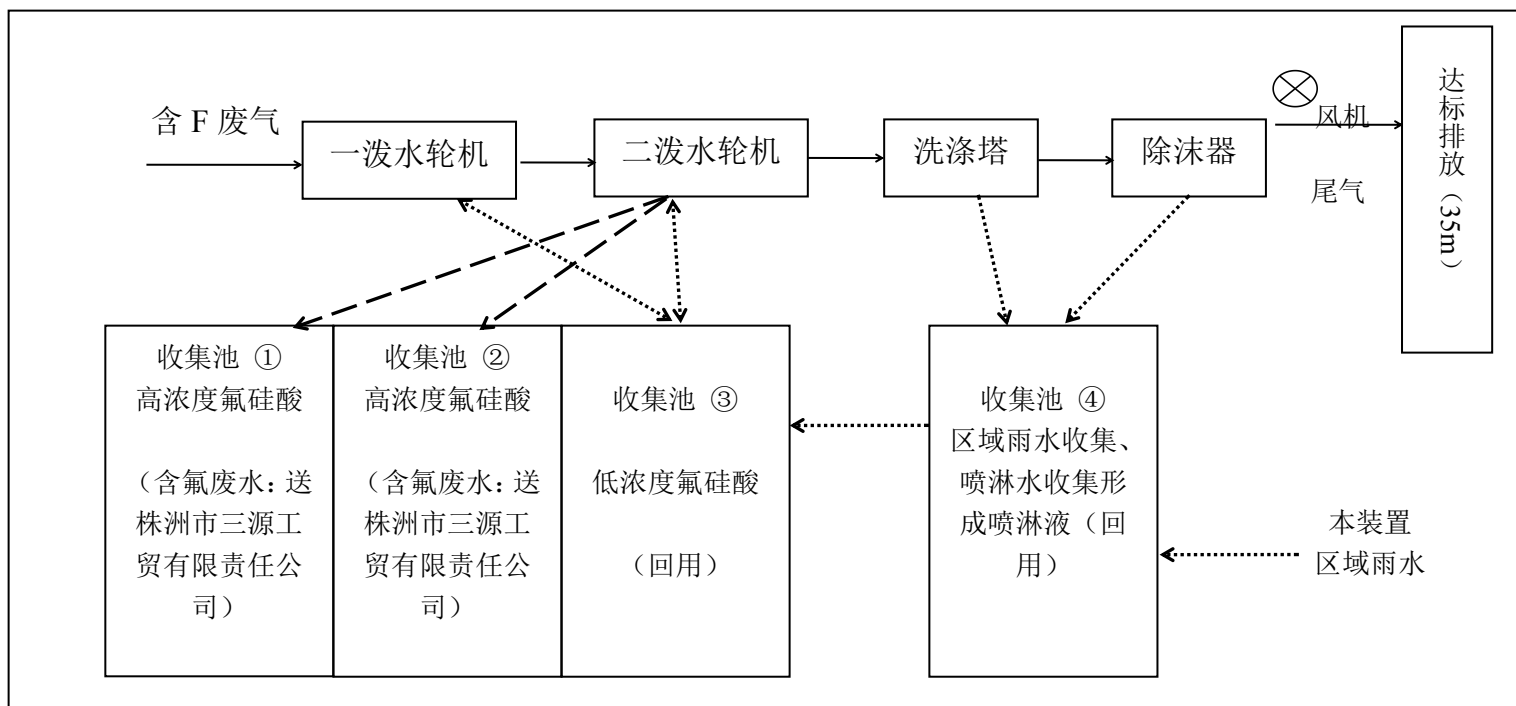 含 F 废气
一泼水轮机
二泼水轮机
洗涤塔
除沫器
风机
尾气
达标排放（35m）
收集池 ①
高浓度氟硅酸
（含氟废水：送
株洲市三源工
贸有限责任公
司）
收集池 ②
高浓度氟硅酸
（含氟废水：送
株洲市三源工
贸有限责任公
司）
收集池 ③
低浓度氟硅酸
（回用）
收集池 ④
区域雨水收集、
喷淋水收集形
成喷淋液（回
用）
本装置
区域雨水